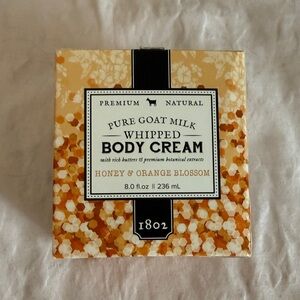 PREMIUM NATURAL
PURE GOAT MILK
WHIPPED
BODY CREAM
with rich butters & premium botanical extracts
HONEY & ORANGE BLOSSOM
8.0 fl.oz || 236 mL
1802